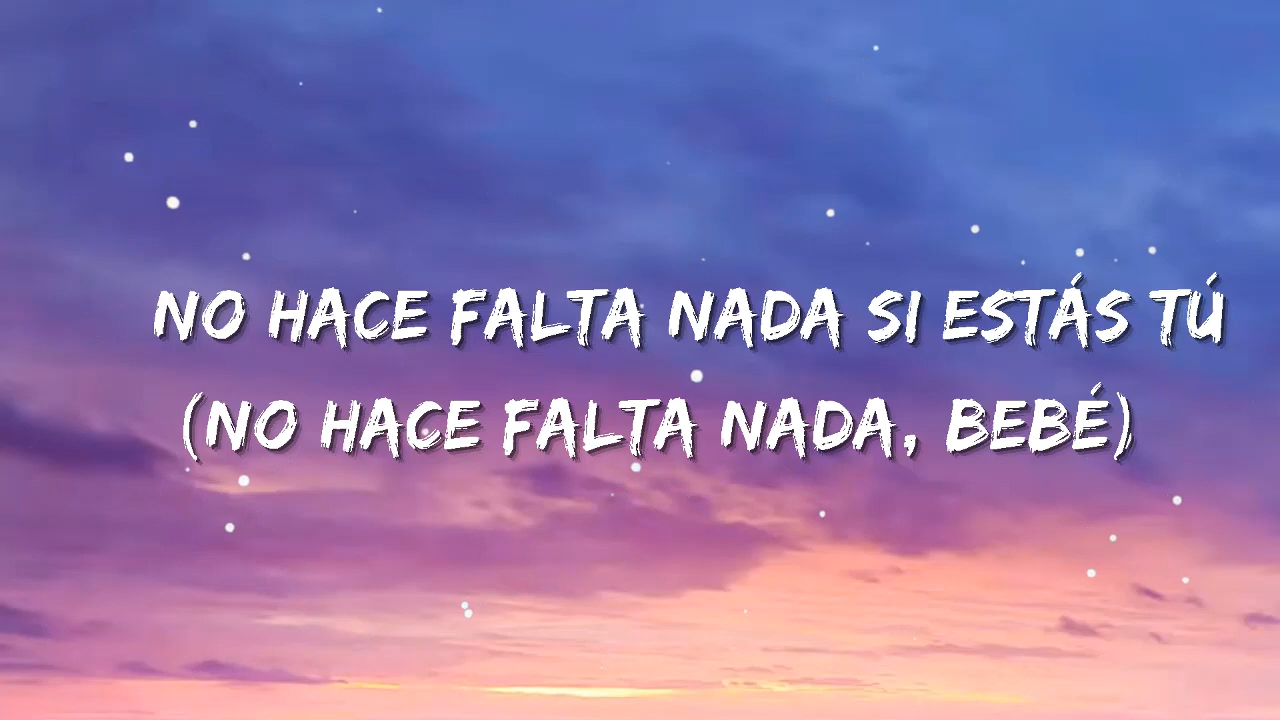 NO HACE FALTA NADA SI ESTÁS TÚ
(NO HACE FALTA NADA, BEBÉ)